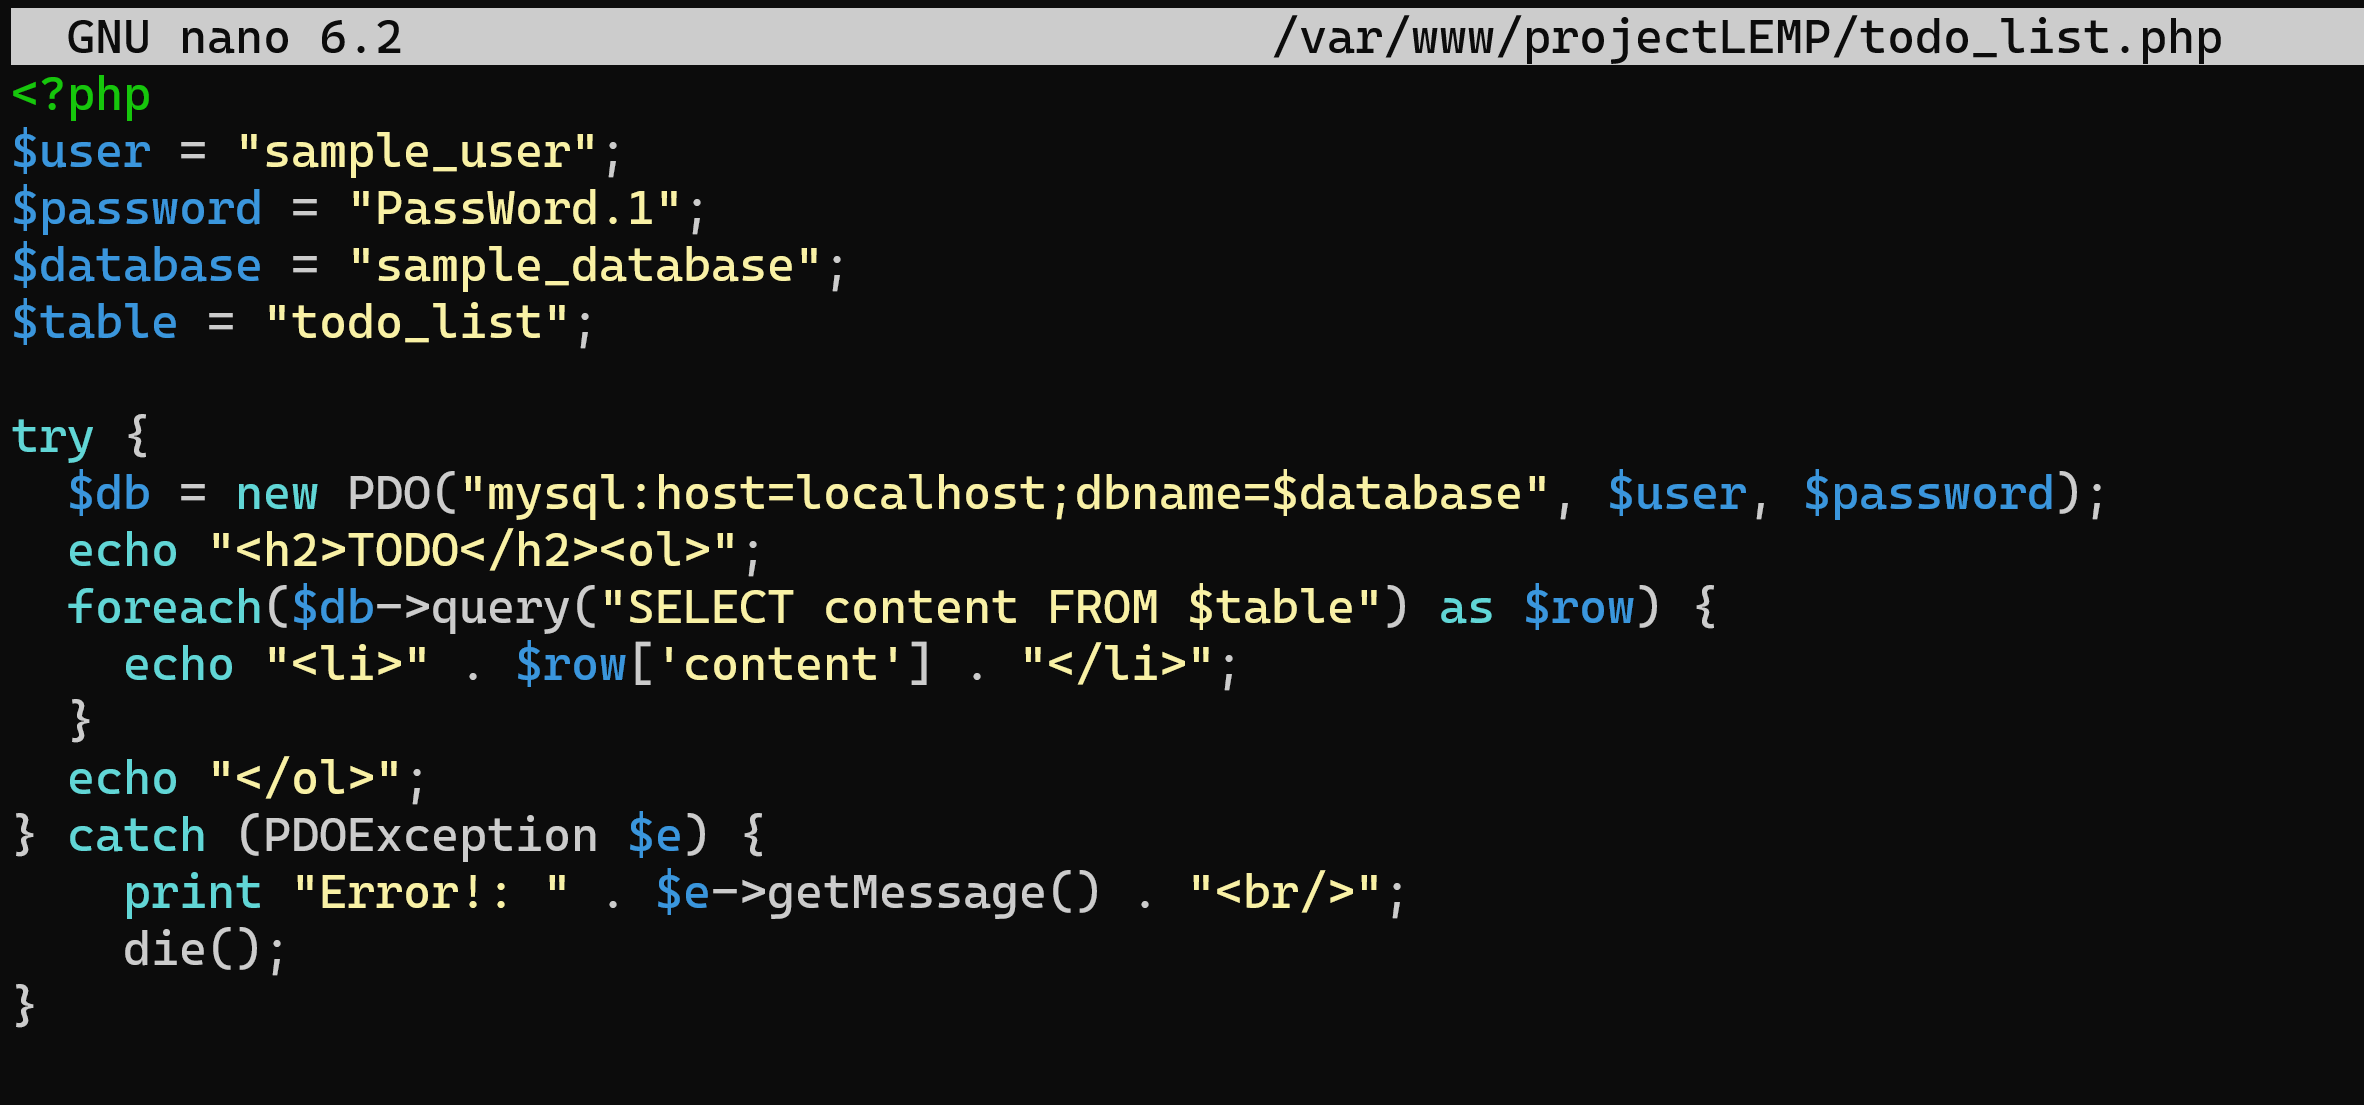 GNU nano 6.2 /var/www/projectLEMP/todo_list.php
<?php
$user = "sample_user";
$password = "PassWord.1";
$database = "sample_database";
$table = "todo_list";

try {
  $db = new PDO("mysql:host=localhost;dbname=$database", $user, $password);
  echo "<h2>TODO</h2><ol>";
  foreach($db->query("SELECT content FROM $table") as $row) {
    echo "<li>" . $row['content'] . "</li>";
  }
  echo "</ol>";
} catch (PDOException $e) {
    print "Error!: " . $e->getMessage() . "<br/>";
    die();
}